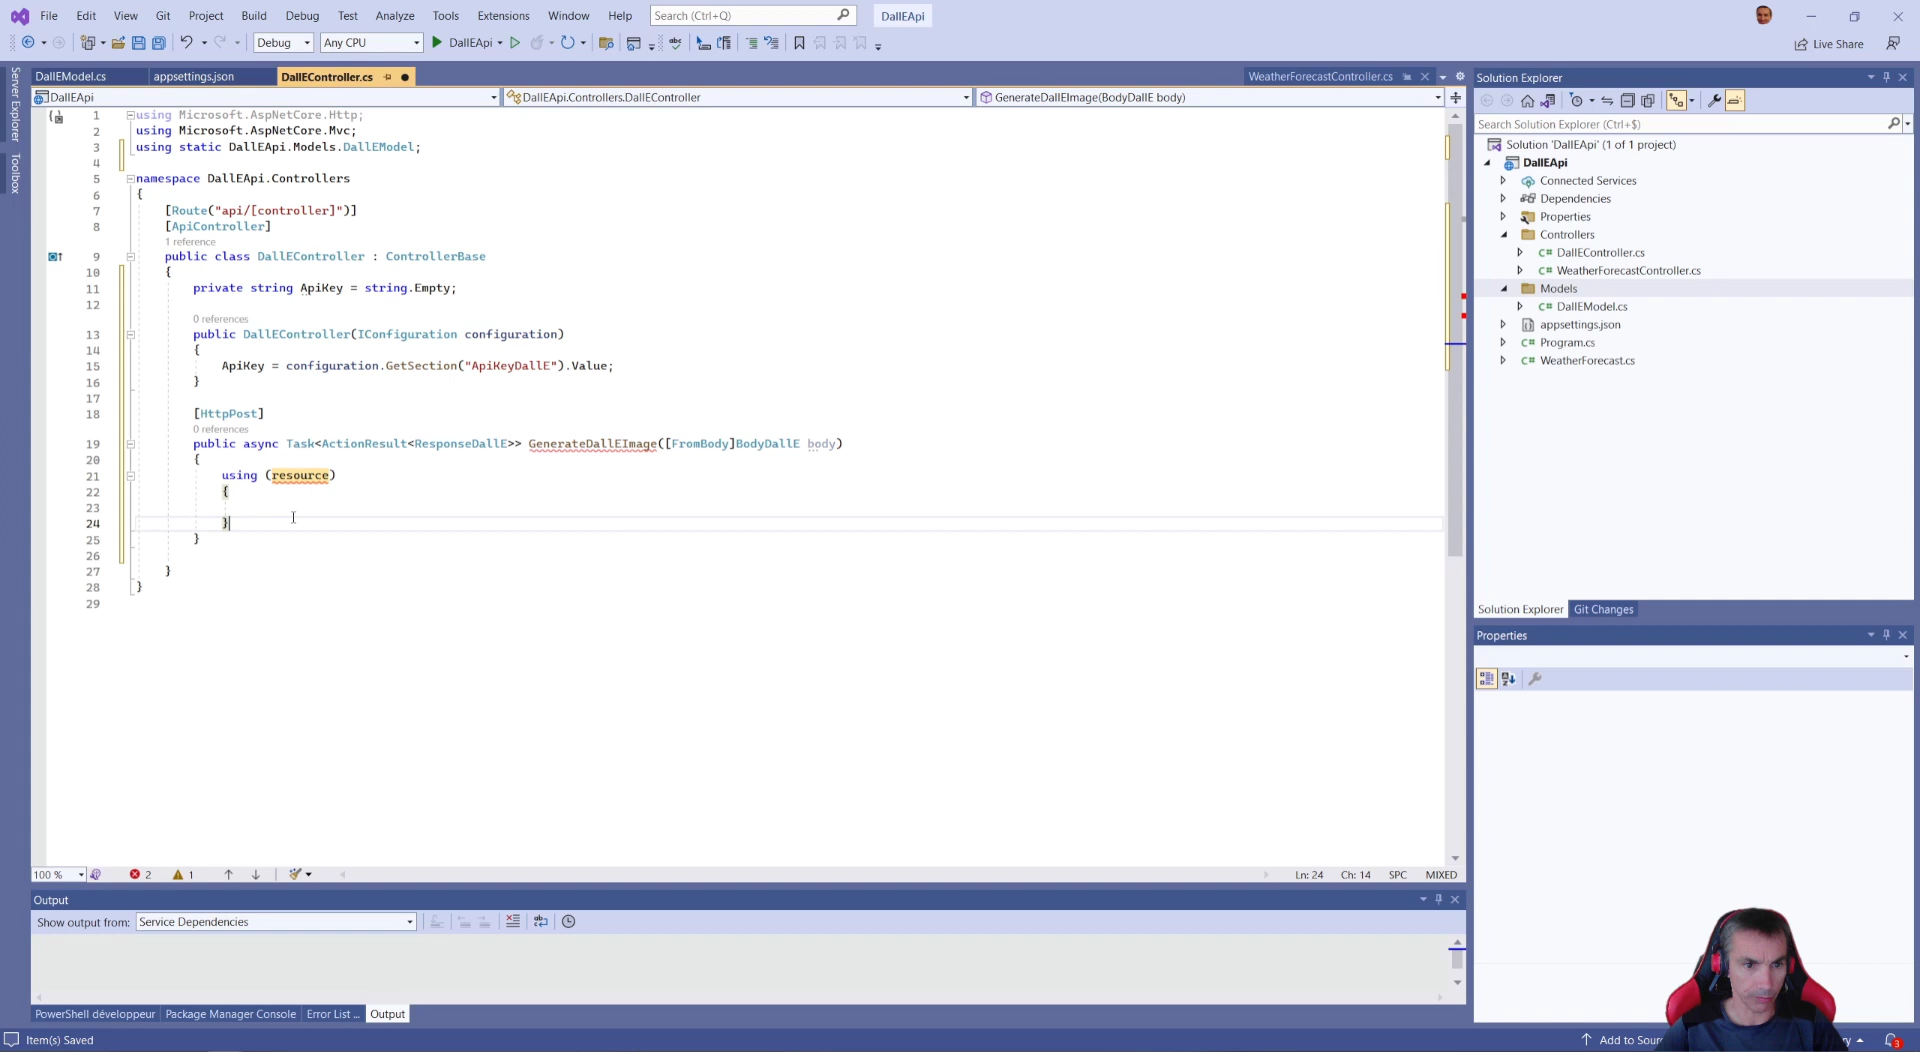 File Edit View Git Project Build Debug Test Analyze Tools Extensions Window Help Search (Ctrl+Q) DallEApi
Debug Any CPU DallEApi Live Share
Server Explorer
Toolbox
DallEModel.cs appsettings.json DallEController.cs WeatherForecastController.cs
DallEApi DallEApi.Controllers.DallEController GenerateDallEImage(BodyDallE body)
1 using Microsoft.AspNetCore.Http;
2 using Microsoft.AspNetCore.Mvc;
3 using static DallEApi.Models.DallEModel;
4
5 namespace DallEApi.Controllers
6 {
7 [Route("api/[controller]")]
8 [ApiController]
1 reference
9 public class DallEController : ControllerBase
10 {
11 private string ApiKey = string.Empty;
12
0 references
13 public DallEController(IConfiguration configuration)
14 {
15 ApiKey = configuration.GetSection("ApiKeyDallE").Value;
16 }
17
18 [HttpPost]
0 references
19 public async Task<ActionResult<ResponseDallE>> GenerateDallEImage([FromBody]BodyDallE body)
20 {
21 using (resource)
22 {
23
24 }
25 }
26
27 }
28 }
29
100 % 2 1 Ln: 24 Ch: 14 SPC MIXED
Output
Show output from: Service Dependencies
PowerShell développeur Package Manager Console Error List ... Output
Item(s) Saved
Solution Explorer
Search Solution Explorer (Ctrl+$)
Solution 'DallEApi' (1 of 1 project)
DallEApi
Connected Services
Dependencies
Properties
Controllers
C# DallEController.cs
C# WeatherForecastController.cs
Models
C# DallEModel.cs
appsettings.json
C# Program.cs
C# WeatherForecast.cs
Solution Explorer Git Changes
Properties
Add to Sour
ry 3